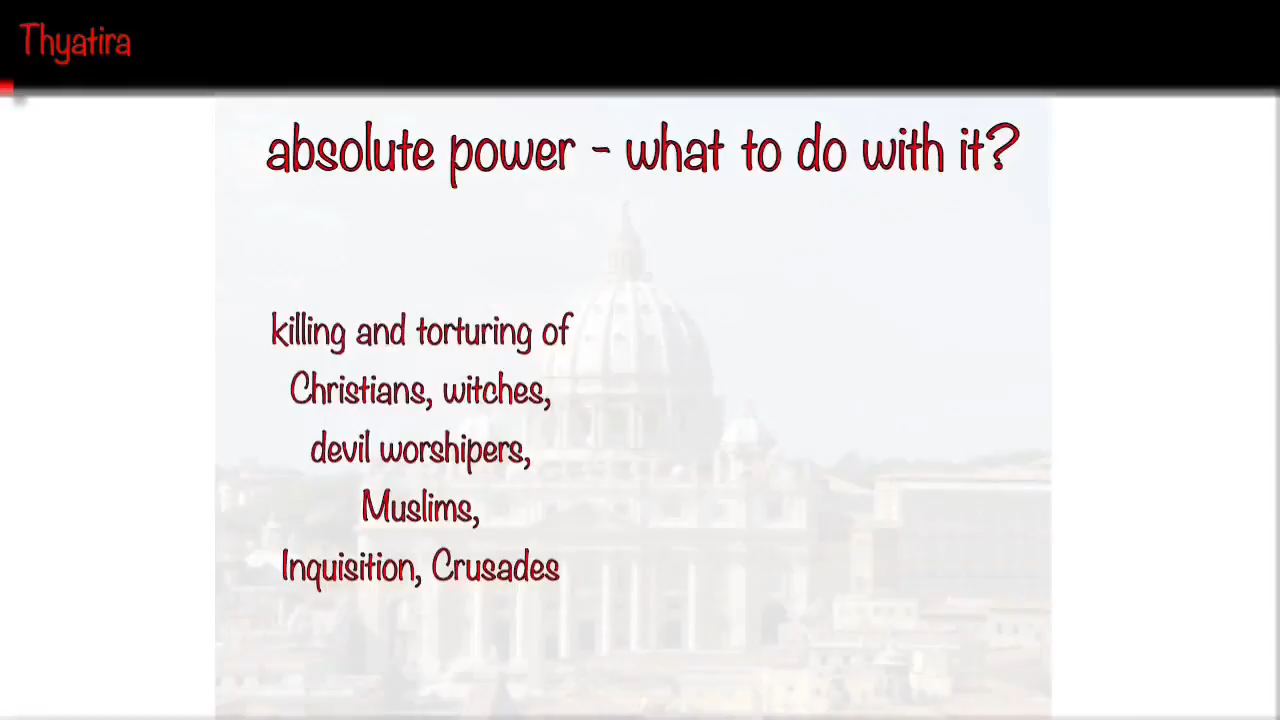 Thyatira
absolute power - what to do with it?
killing and torturing of
Christians, witches,
devil worshipers,
Muslims,
Inquisition, Crusades